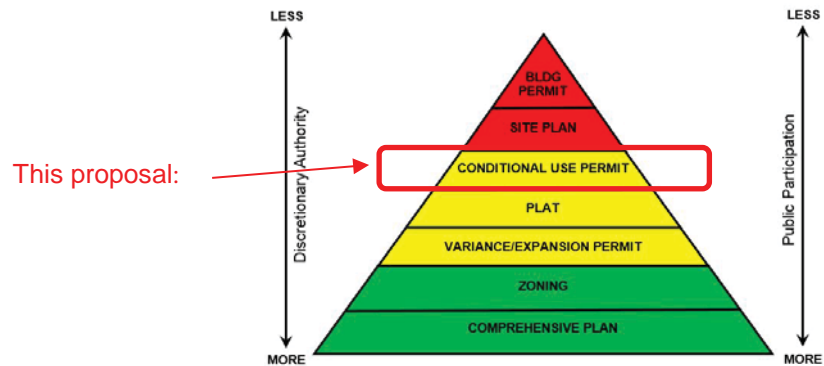 LESS
LESS
BLDG
PERMIT
SITE PLAN
This proposal:
CONDITIONAL USE PERMIT
Discretionary Authority
Public Participation
PLAT
VARIANCE/EXPANSION PERMIT
ZONING
COMPREHENSIVE PLAN
MORE
MORE